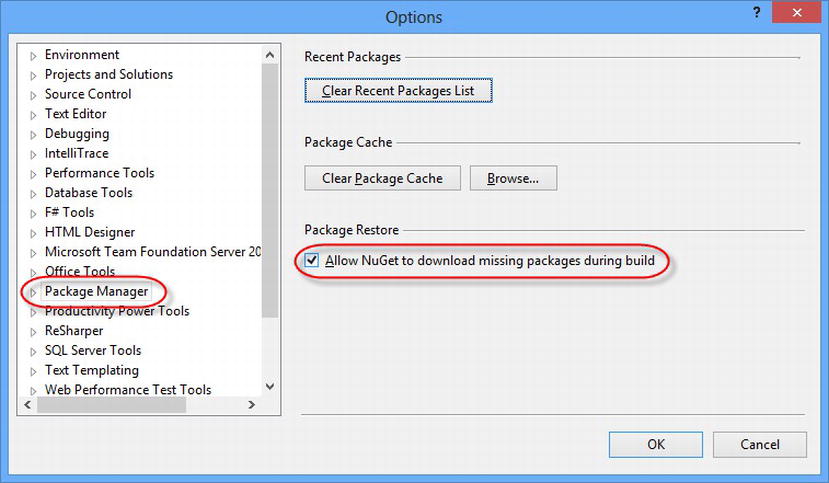 Options
?
Environment
Projects and Solutions
Source Control
Text Editor
Debugging
IntelliTrace
Performance Tools
Database Tools
F# Tools
HTML Designer
Microsoft Team Foundation Server 20
Office Tools
Package Manager
Productivity Power Tools
ReSharper
SQL Server Tools
Text Templating
Web Performance Test Tools
Recent Packages
Clear Recent Packages List
Package Cache
Clear Package Cache
Browse...
Package Restore
Allow NuGet to download missing packages during build
OK
Cancel